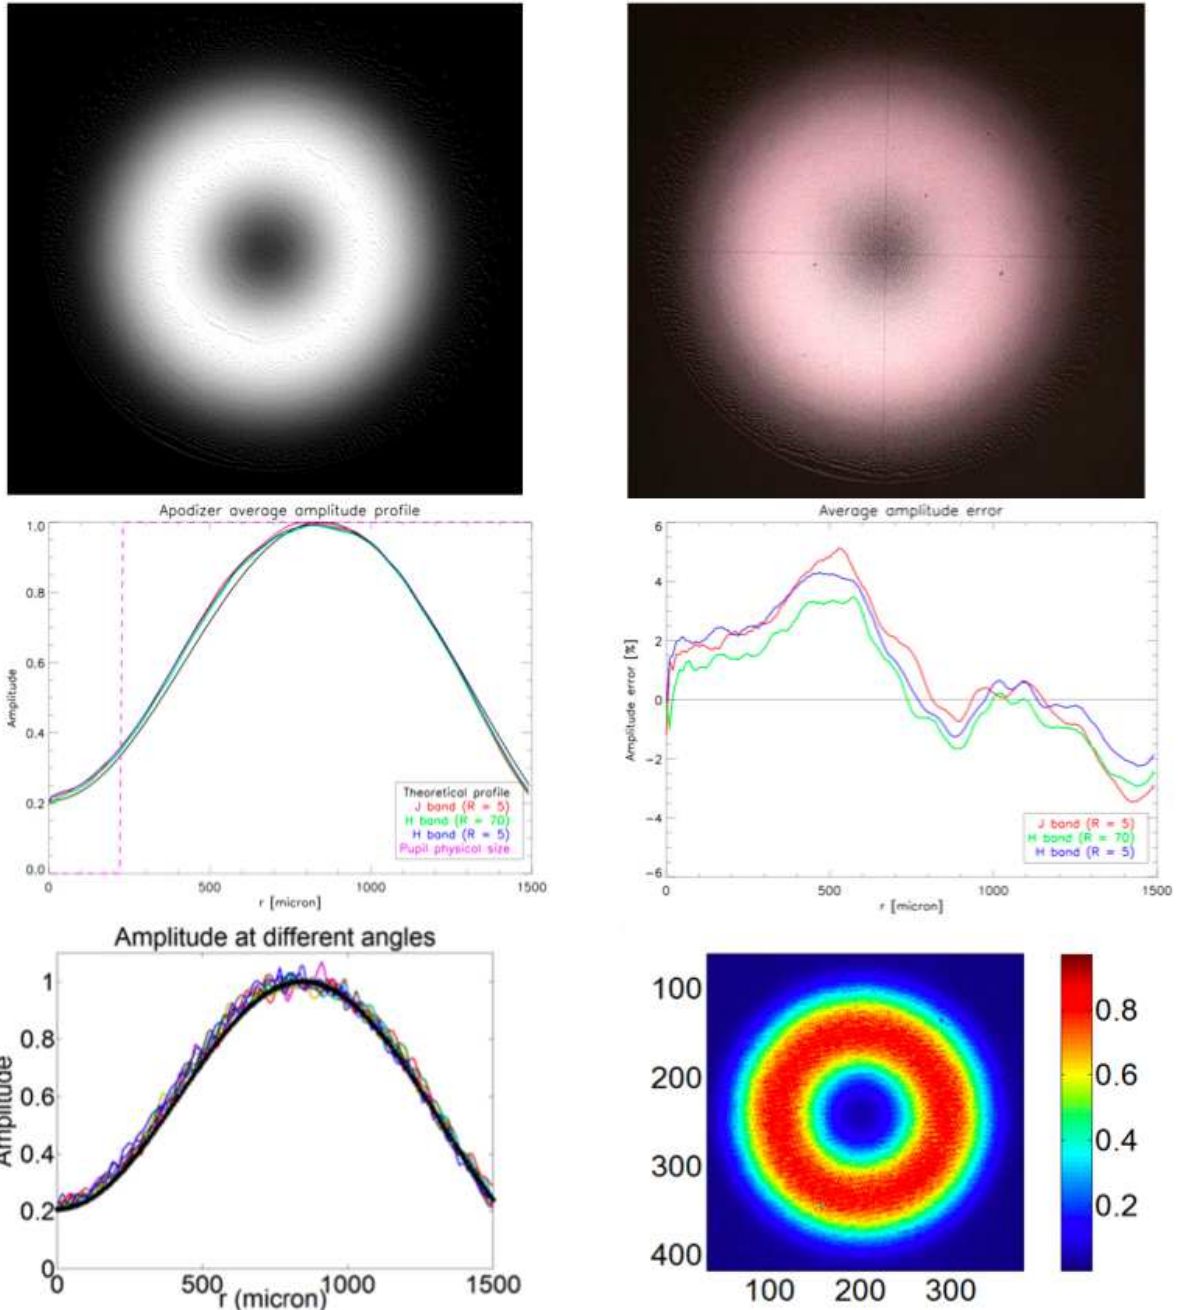 Apodizer average amplitude profile
1.0
0.8
0.6
0.4
0.2
0.0
Amplitude
0
500
1000
1500
r [micron]
Theoretical profile
J band (R = 5)
H band (R = 70)
H band (R = 5)
Pupil physical size
Average amplitude error
6
4
2
0
−2
−4
−6
Amplitude error [%]
0
500
1000
1500
r [micron]
J band (R = 5)
H band (R = 70)
H band (R = 5)
Amplitude at different angles
1
0.8
0.6
0.4
0.2
0
Amplitude
0
500
1000
1500
r (micron)
100
200
300
400
100
200
300
0.8
0.6
0.4
0.2